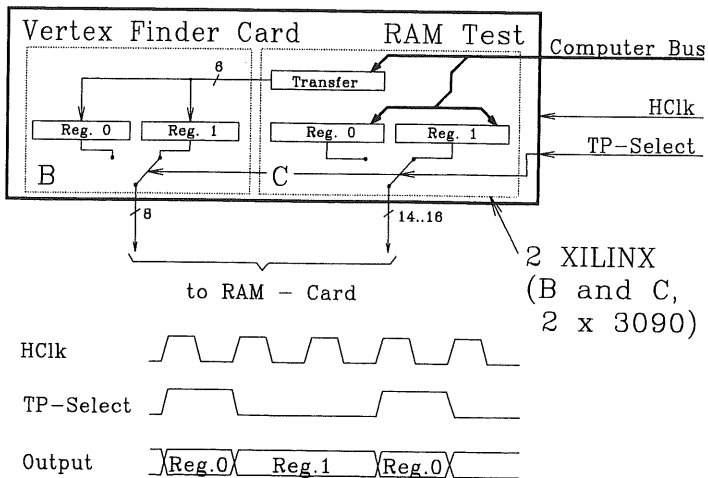 Vertex Finder Card
RAM Test
Computer Bus
6
Transfer
HClk
Reg. 0
Reg. 1
Reg. 0
Reg. 1
TP-Select
B
C
8
14..16
to RAM - Card
2 XILINX
(B and C,
2 x 3090)
HClk
TP-Select
Output
Reg.0
Reg.1
Reg.0